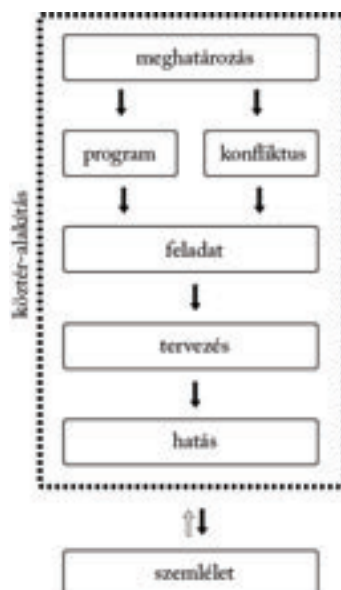 meghatározás
program
konfliktus
feladat
tervezés
hatás
köztér-alakítás
szemlélet